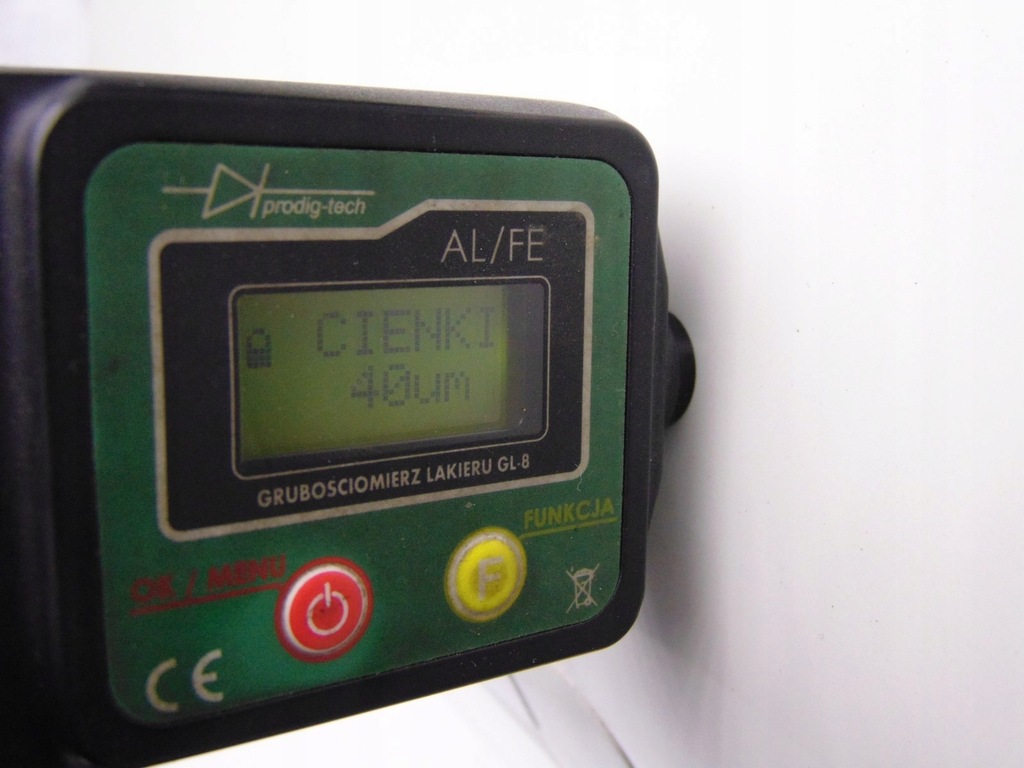 prodig-tech
AL/FE
CIENKI
40um
GRUBOSCIOMIERZ LAKIERU GL-8
FUNKCJA
OK / MENU
F
CE